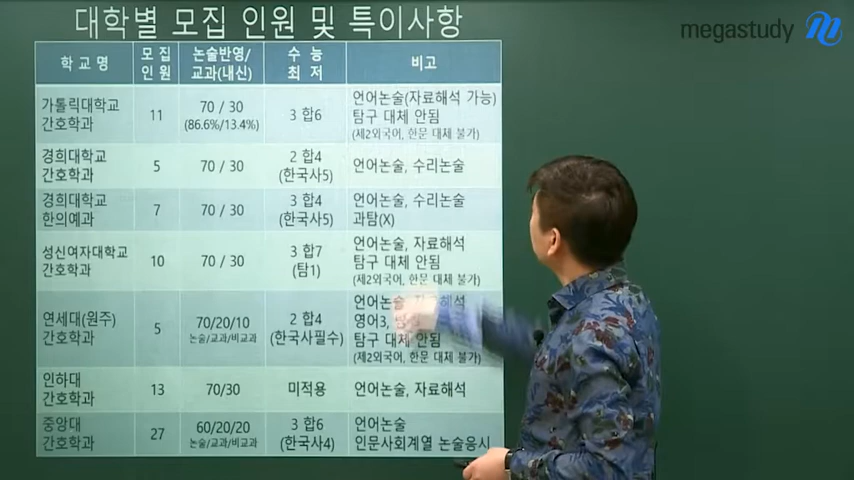 대학별 모집 인원 및 특이사항
megastudy
학교명 모집인원 논술반영/교과(내신) 수능최저 비고
가톨릭대학교
간호학과
11
70 / 30
(86.6%/13.4%)
3 합6
언어논술(자료해석 가능)
탐구 대체 안됨
(제2외국어, 한문 대체 불가)
경희대학교
간호학과
5
70 / 30
2 합4
(한국사5)
언어논술, 수리논술
경희대학교
한의예과
7
70 / 30
3 합4
(한국사5)
언어논술, 수리논술
과탐(X)
성신여자대학교
간호학과
10
70 / 30
3 합7
(탐1)
언어논술, 자료해석
탐구 대체 안됨
(제2외국어, 한문 대체 불가)
연세대(원주)
간호학과
5
70/20/10
논술/교과/비교과
2 합4
(한국사필수)
언어논술
영어3,
탐구 대체 안됨
(제2외국어, 한문 대체 불가)
인하대
간호학과
13
70/30
미적용
언어논술, 자료해석
중앙대
간호학과
27
60/20/20
논술/교과/비교과
3 합6
(한국사4)
언어논술
인문사회계열 논술응시